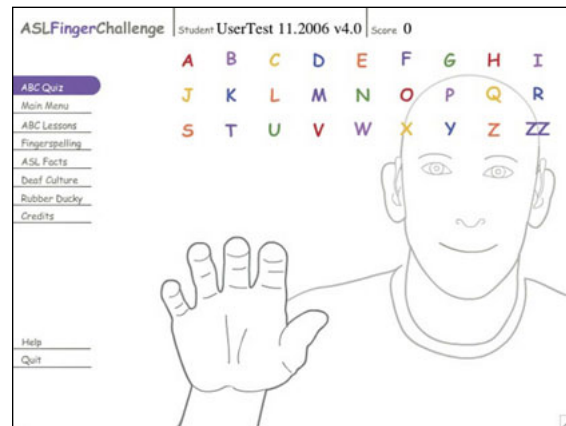 ASLFingerChallenge Student UserTest 11.2006 v4.0 Score 0
A B C D E F G H I
J K L M N O P Q R
S T U V W X Y Z ZZ
ABC Quiz
Main Menu
ABC Lessons
Fingerspelling
ASL Facts
Deaf Culture
Rubber Ducky
Credits
Help
Quit